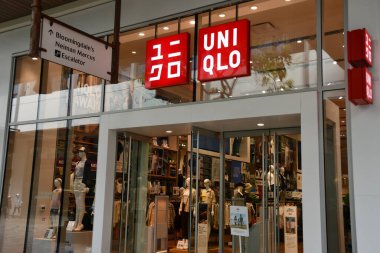 Bloomingdale's
Neiman Marcus
Escalator
ユニ
クロ
UNI
QLO
UNI
QLO